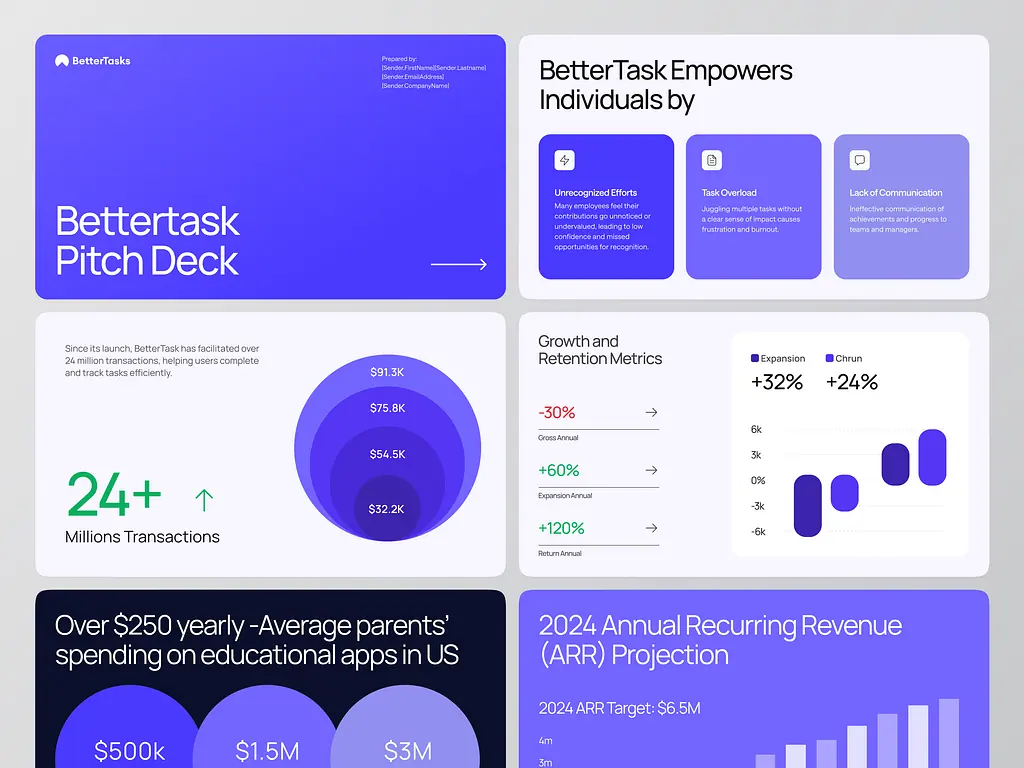 BetterTasks
Prepared by:
[Sender.FirstName][Sender.Lastname]
[Sender.EmailAddress]
[Sender.CompanyName]
Bettertask
Pitch Deck
BetterTask Empowers
Individuals by
Unrecognized Efforts
Many employees feel their
contributions go unnoticed or
undervalued, leading to low
confidence and missed
opportunities for recognition.
Task Overload
Juggling multiple tasks without
a clear sense of impact causes
frustration and burnout.
Lack of Communication
Ineffective communication of
achievements and progress to
teams and managers.
Since its launch, BetterTask has facilitated over
24 million transactions, helping users complete
and track tasks efficiently.
24+
Millions Transactions
$91.3K
$75.8K
$54.5K
$32.2K
Growth and
Retention Metrics
-30%
Gross Annual
+60%
Expansion Annual
+120%
Return Annual
Expansion
+32%
Chrun
+24%
6k
3k
0%
-3k
-6k
Over $250 yearly -Average parents'
spending on educational apps in US
$500k
$1.5M
$3M
2024 Annual Recurring Revenue
(ARR) Projection
2024 ARR Target: $6.5M
4m
3m